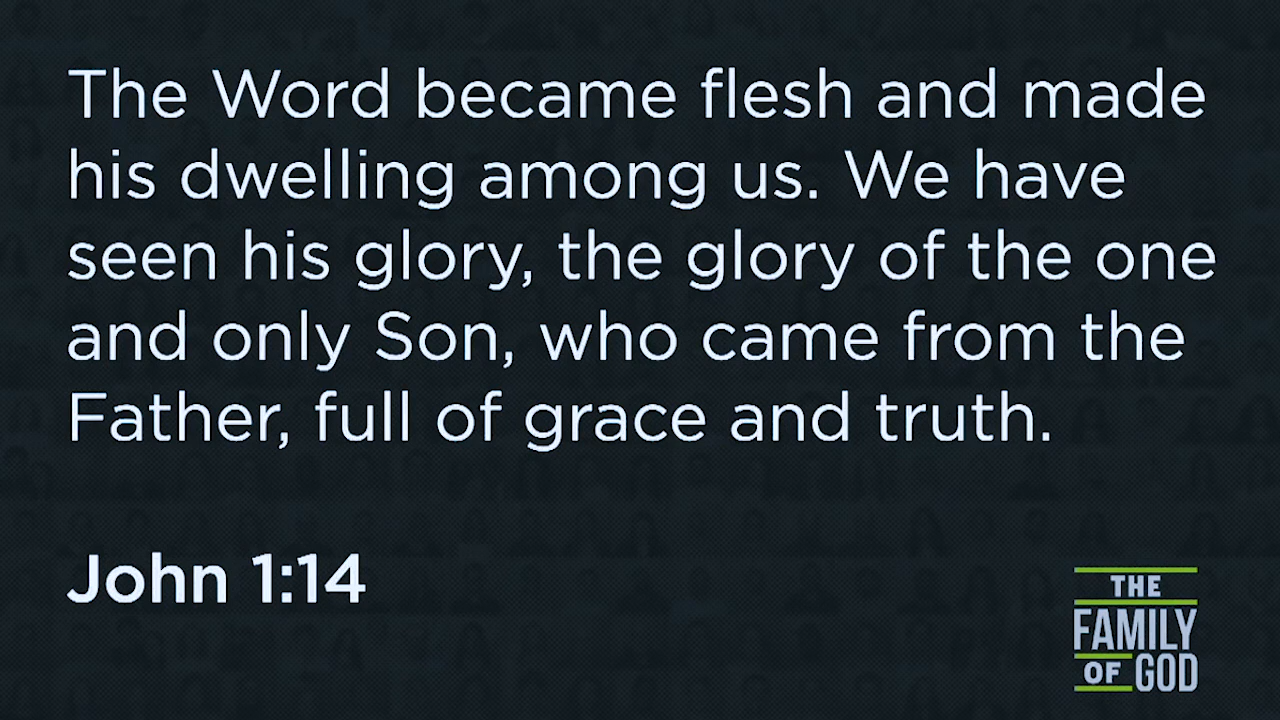 The Word became flesh and made
his dwelling among us. We have
seen his glory, the glory of the one
and only Son, who came from the
Father, full of grace and truth.
John 1:14
THE
FAMILY
OF GOD